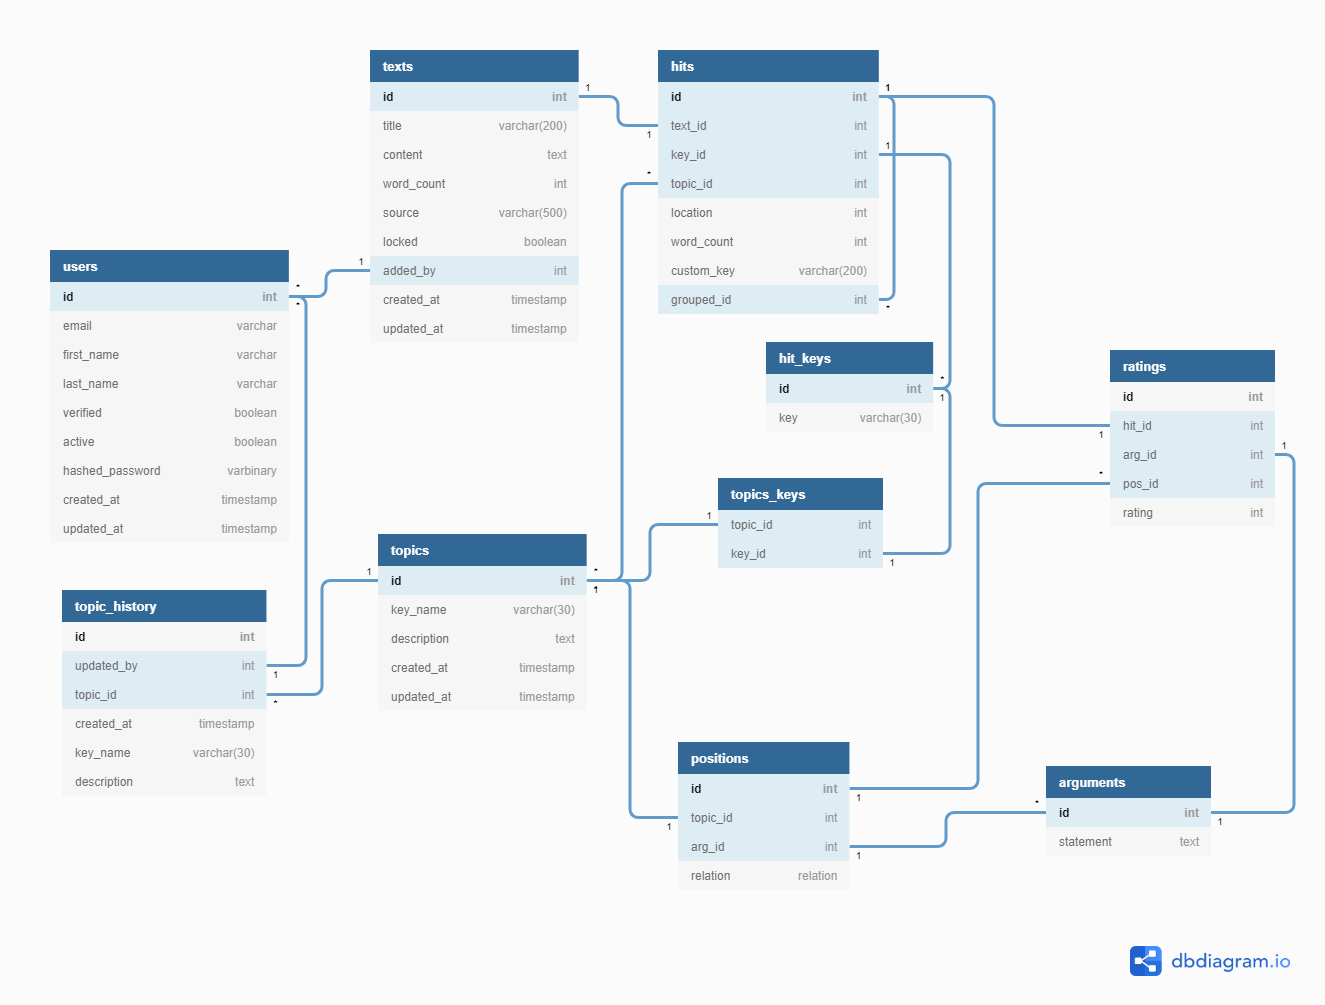 texts
id int
title varchar(200)
content text
word_count int
source varchar(500)
locked boolean
added_by int
created_at timestamp
updated_at timestamp
1
1
hits
id int
text_id int
key_id int
topic_id int
location int
word_count int
custom_key varchar(200)
grouped_id int
1
1
*
1
*
users
id int
email varchar
first_name varchar
last_name varchar
verified boolean
active boolean
hashed_password varbinary
created_at timestamp
updated_at timestamp
*
*
hit_keys
id int
key varchar(30)
*
1
ratings
id int
hit_id int
arg_id int
pos_id int
rating int
1
1
*
topics_keys
topic_id int
key_id int
1
1
topics
id int
key_name varchar(30)
description text
created_at timestamp
updated_at timestamp
1
*
1
topic_history
id int
updated_by int
topic_id int
created_at timestamp
key_name varchar(30)
description text
1
*
positions
id int
topic_id int
arg_id int
relation relation
1
1
1
arguments
id int
statement text
*
1
dbdiagram.io